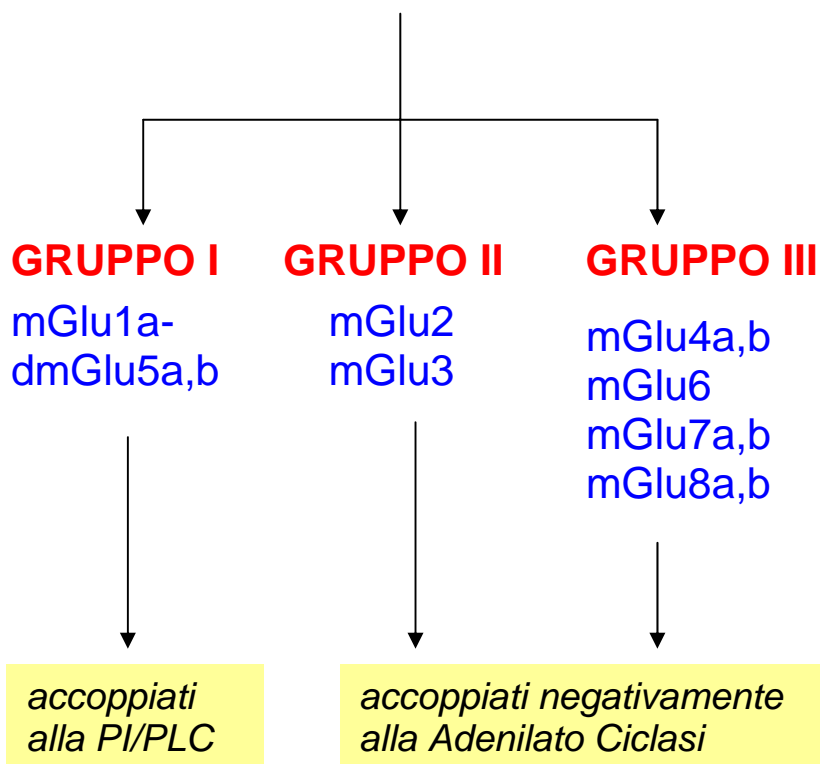 GRUPPO I
mGlu1a-
dmGlu5a,b
GRUPPO II
mGlu2
mGlu3
GRUPPO III
mGlu4a,b
mGlu6
mGlu7a,b
mGlu8a,b
accoppiati
alla PI/PLC
accoppiati negativamente
alla Adenilato Ciclasi